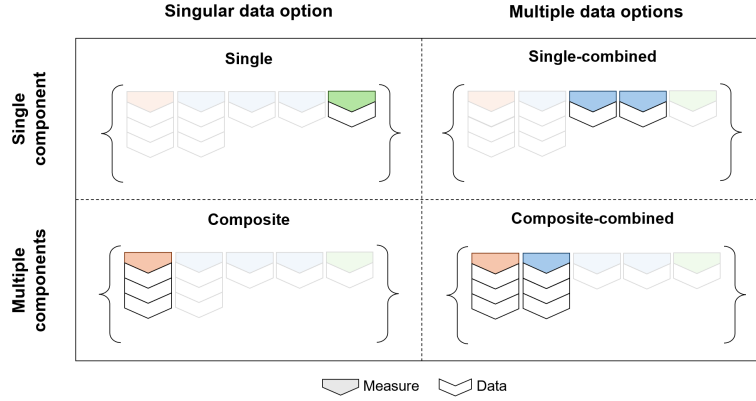 Singular data option
Multiple data options
Single component
Single
Single-combined
Multiple components
Composite
Composite-combined
Measure
Data